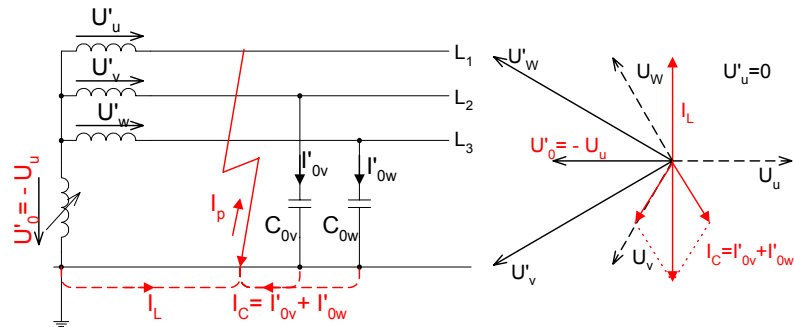 U'u
L1
U'v
L2
U'w
L3
U'0= - Uu
Ip
I'0v
I'0w
C0v
C0w
IL
IC= I'0v+ I'0w
U'W
UW
U'u=0
IL
U'0= - Uu
Uu
Uv
IC=I'0v+I'0w
U'v